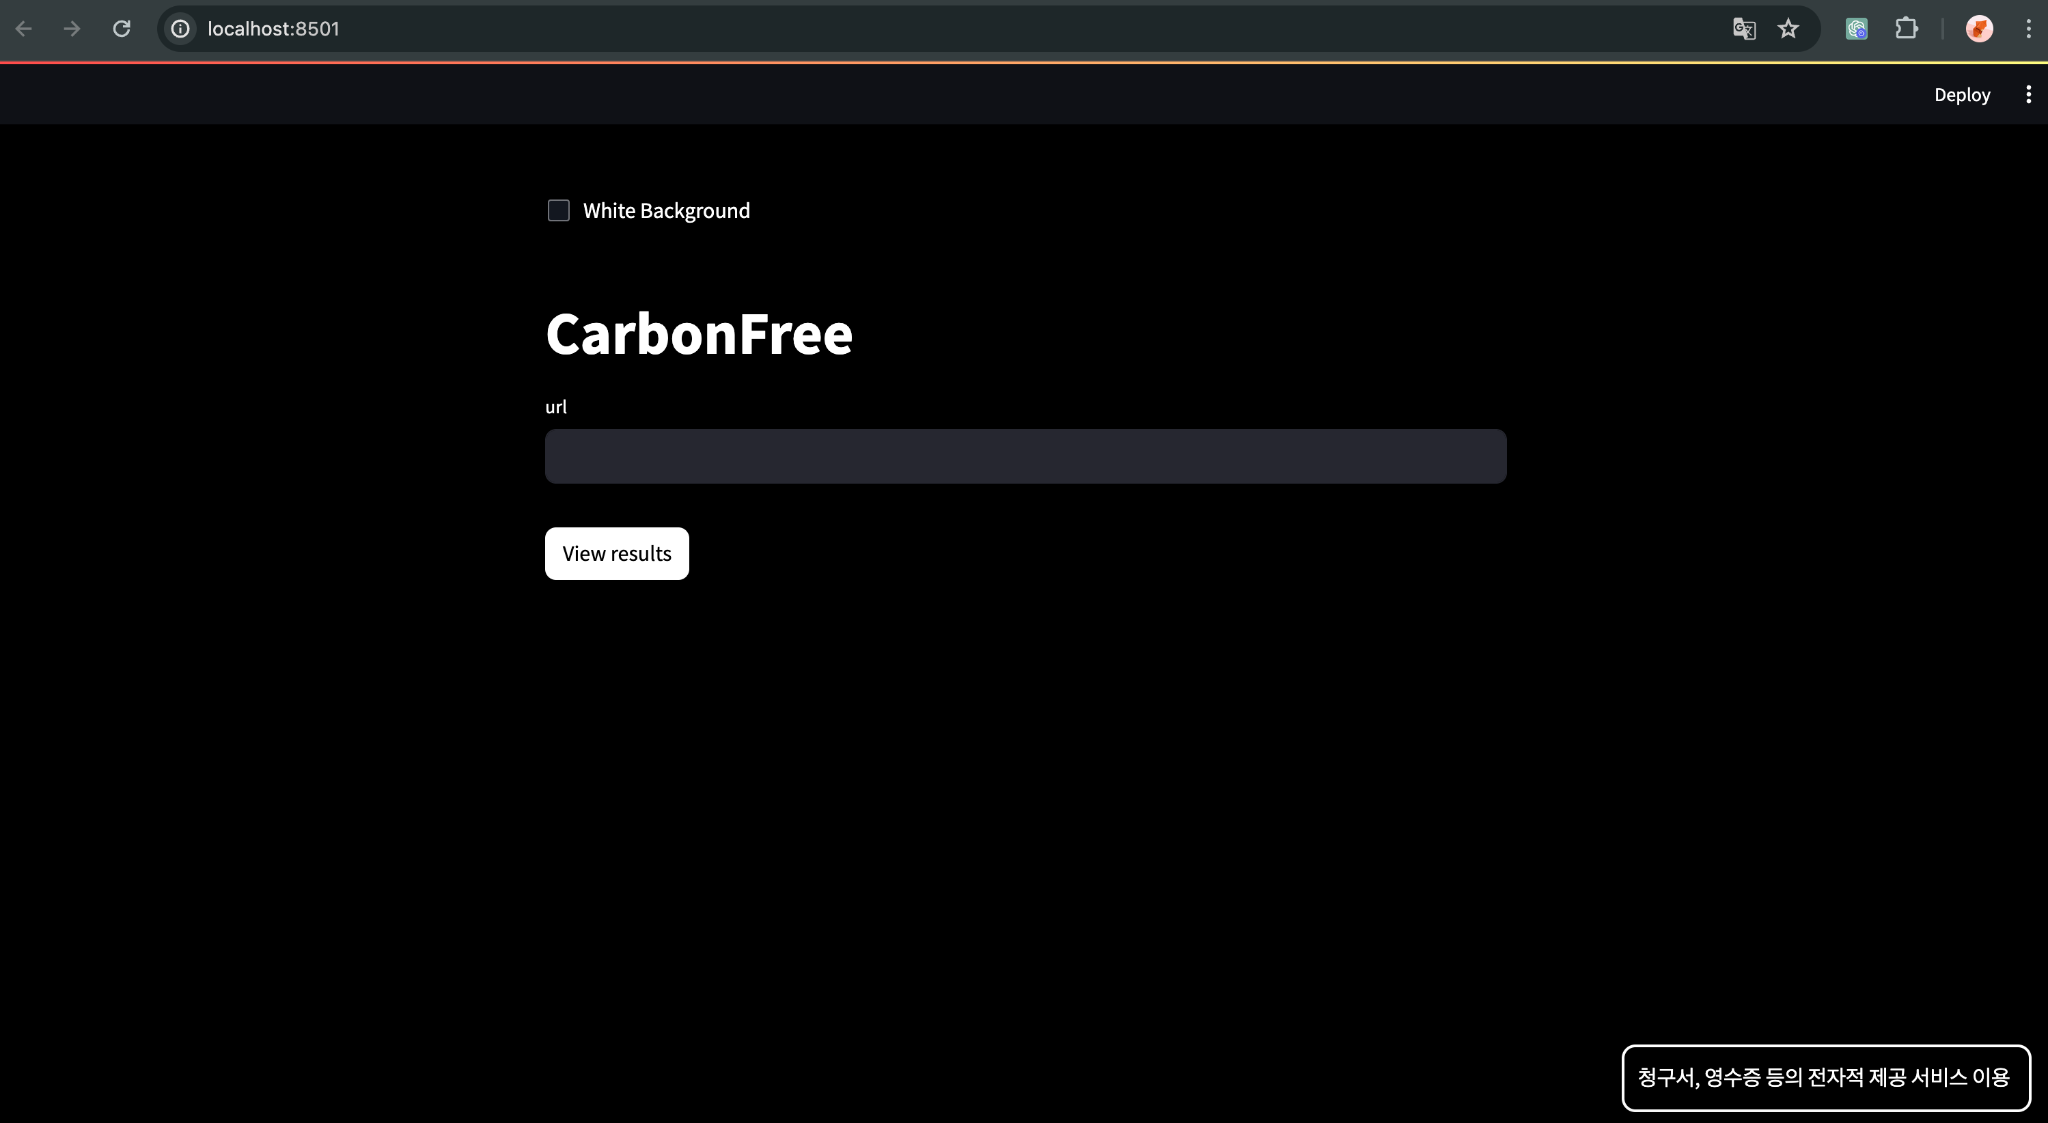 localhost:8501
Deploy
White Background
CarbonFree
url
View results
청구서, 영수증 등의 전자적 제공 서비스 이용